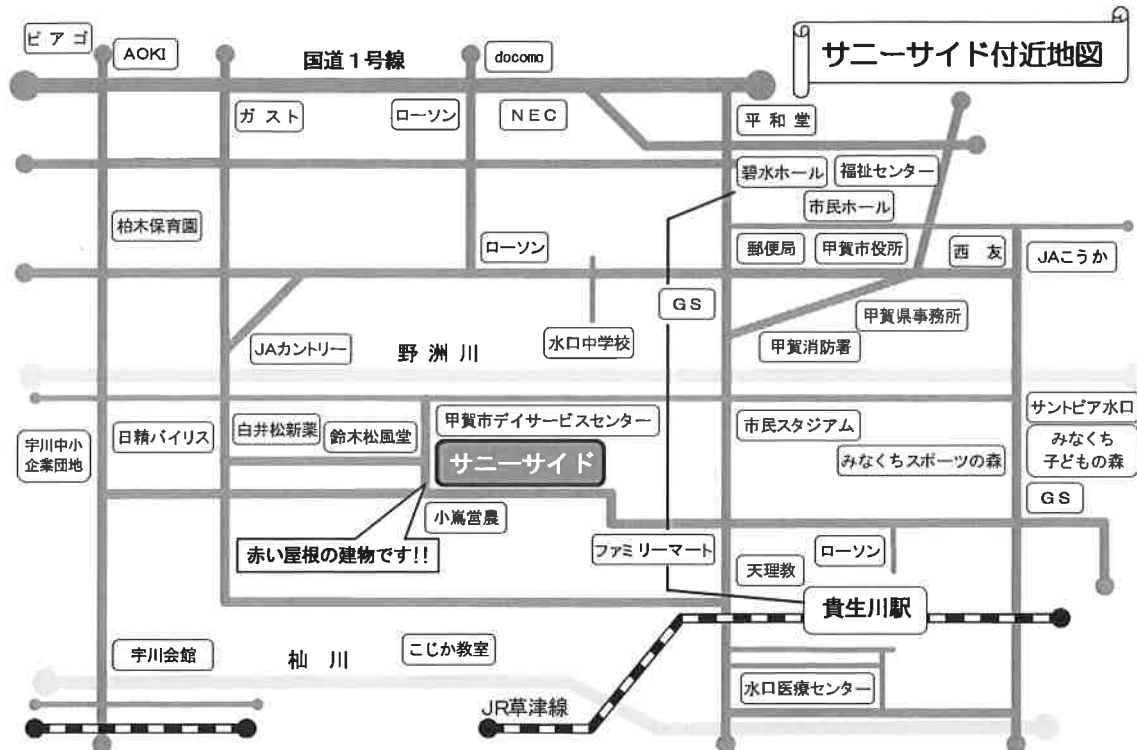 サニーサイド付近地図
ピアゴ
AOKI
国道1号線
docomo
ガスト
ローソン
NEC
平和堂
碧水ホール
福祉センター
市民ホール
柏木保育園
ローソン
郵便局
甲賀市役所
西友
JAこうか
GS
甲賀県事務所
JAカントリー
野洲川
水口中学校
甲賀消防署
宇川中小
企業団地
日精バイリス
白井松新薬
鈴木松風堂
甲賀市デイサービスセンター
サニーサイド
市民スタジアム
みなくちスポーツの森
サントピア水口
みなくち
子どもの森
GS
小嶌営農
赤い屋根の建物です!!
ファミリーマート
ローソン
天理教
貴生川駅
宇川会館
杣川
こじか教室
JR草津線
水口医療センター